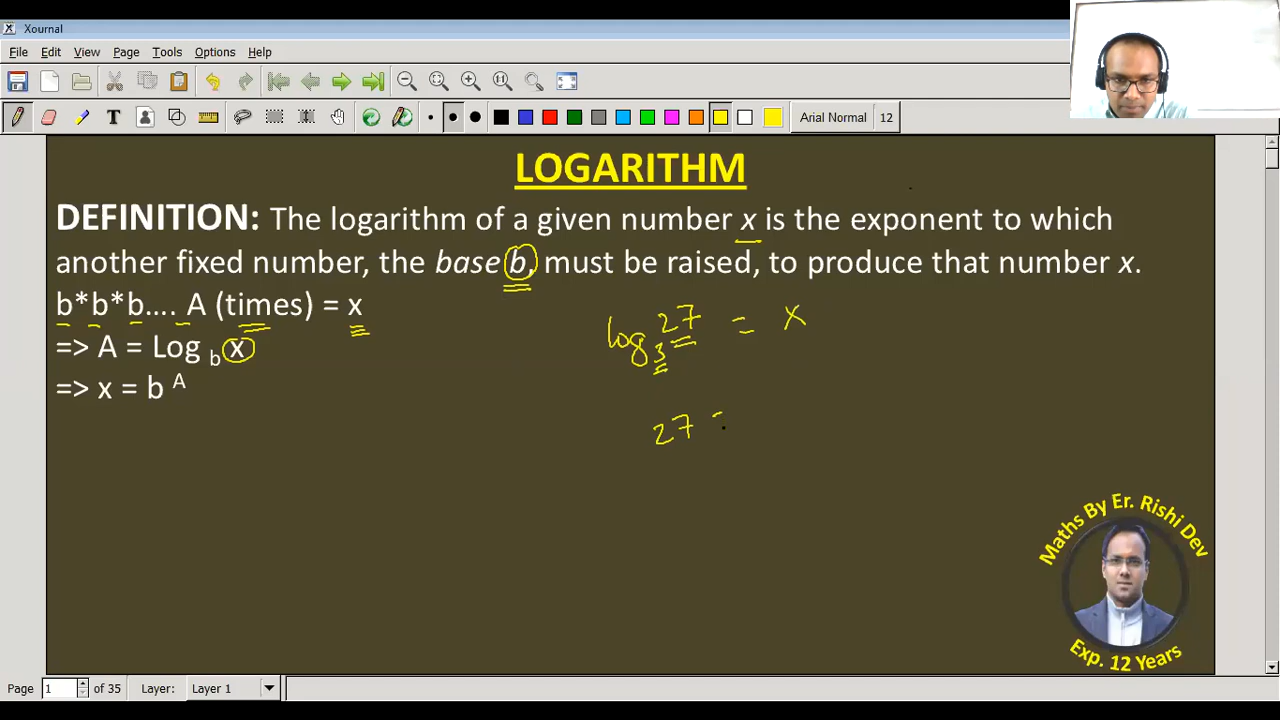 Xournal
File Edit View Page Tools Options Help
Arial Normal 12
LOGARITHM
DEFINITION: The logarithm of a given number x is the exponent to which
another fixed number, the base b, must be raised, to produce that number x.
b*b*b.... A (times) = x
=> A = Log b x
=> x = b A
log 3 27 = x
27 =
Maths By Er. Rishi Dev
Exp. 12 Years
Page 1 of 35 Layer: Layer 1